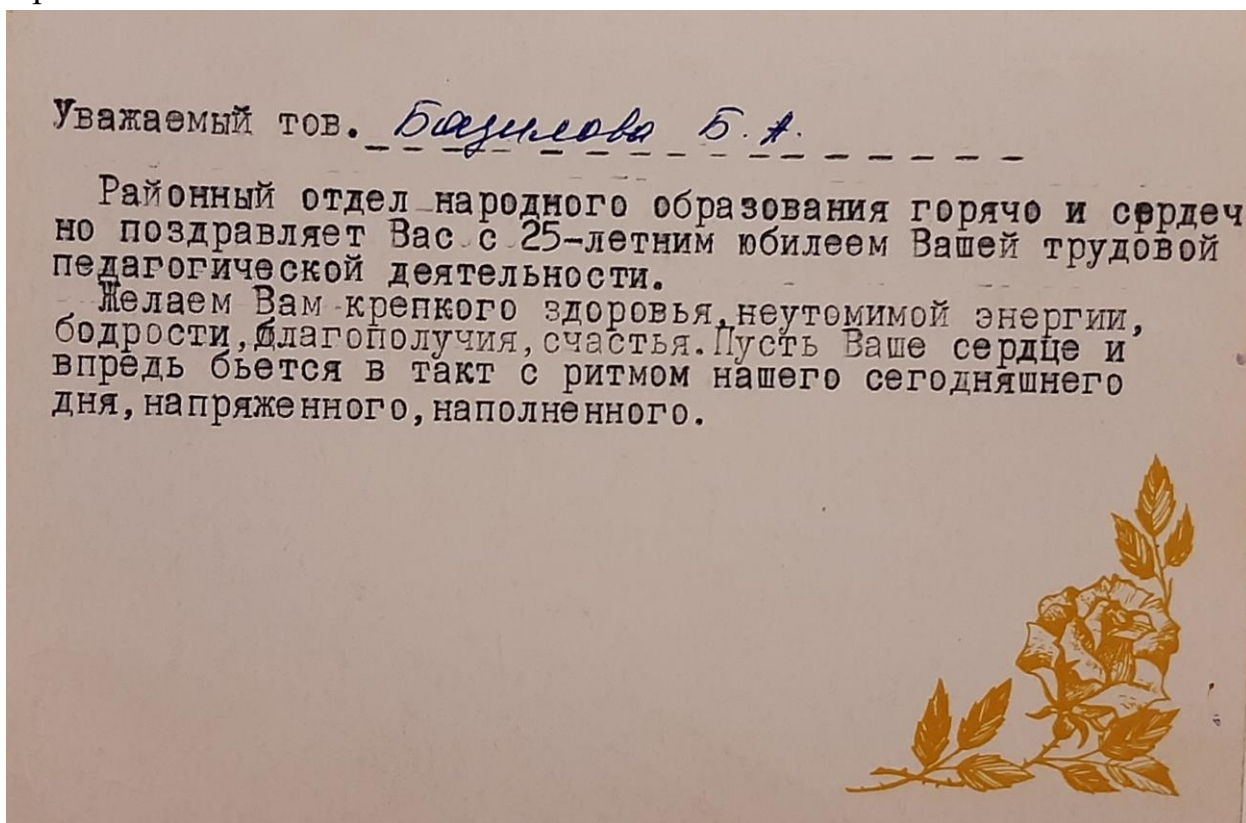 Уважаемый тов. Базилова Б.А.
Районный отдел народного образования горячо и сердеч
но поздравляет Вас с 25-летним юбилеем Вашей трудовой
педагогической деятельности.
Желаем Вам крепкого здоровья,неутомимой энергии,
бодрости,благополучия,счастья.Пусть Ваше сердце и
впредь бьется в такт с ритмом нашего сегодняшнего
дня,напряженного,наполненного.